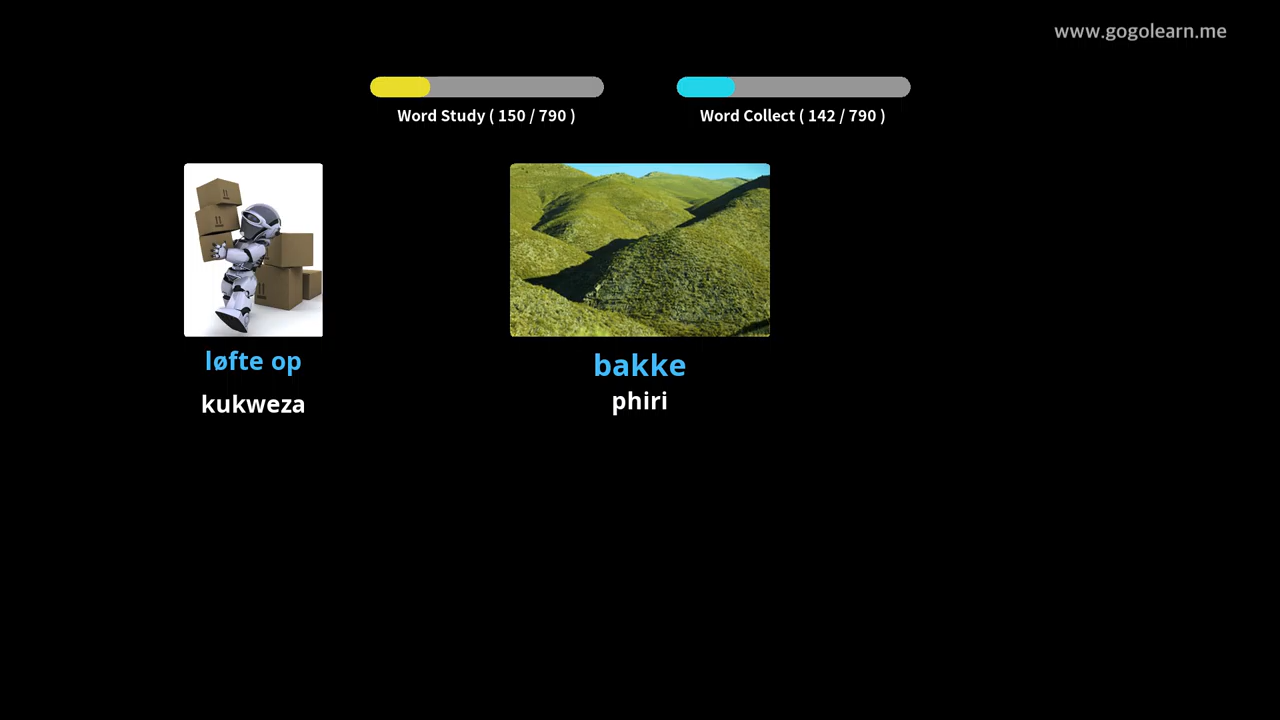 www.gogolearn.me
Word Study ( 150 / 790 )
Word Collect ( 142 / 790 )
løfte op
kukweza
bakke
phiri